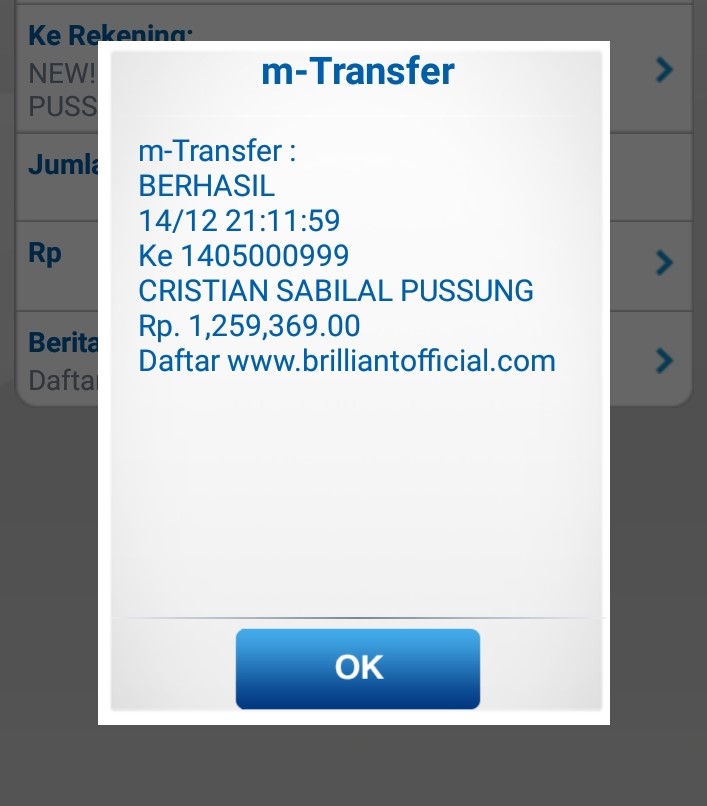 Ke Rekening:
NEW!
PUSS
m-Transfer
m-Transfer :
BERHASIL
14/12 21:11:59
Ke 1405000999
CRISTIAN SABILAL PUSSUNG
Rp. 1,259,369.00
Daftar www.brilliantofficial.com
Jumla
Rp
Berita
Daftar
OK